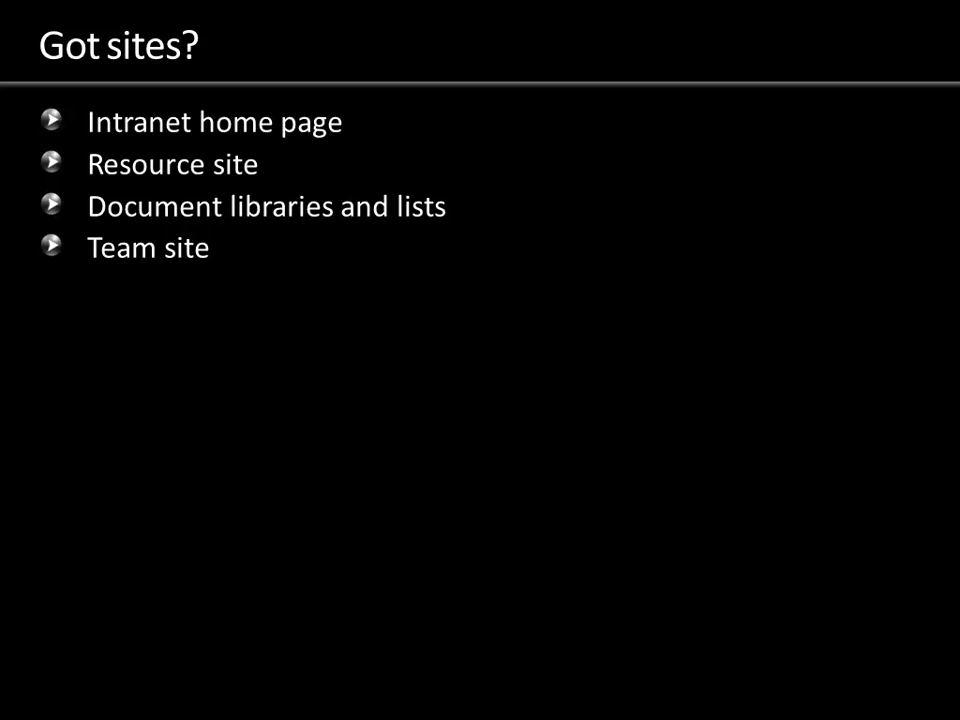 Got sites?
Intranet home page
Resource site
Document libraries and lists
Team site